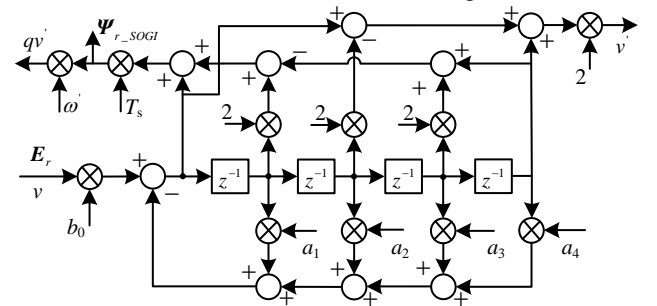 Ψr_SOGI
qv'
+
+
−
−
+
+
+
ω'
Ts
+
−
+
+
v'
2
2
2
2
Er
v
b0
+
−
z⁻¹
z⁻¹
z⁻¹
z⁻¹
a1
a2
a3
a4
+
+
+
+
+
+